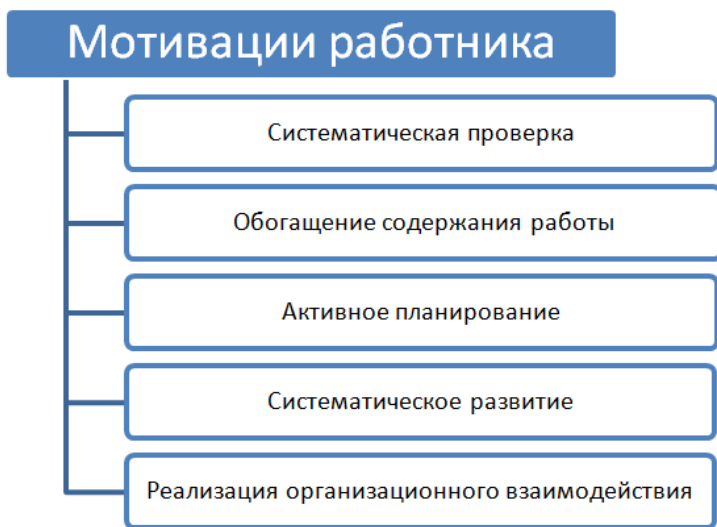 Мотивации работника
Систематическая проверка
Обогащение содержания работы
Активное планирование
Систематическое развитие
Реализация организационного взаимодействия